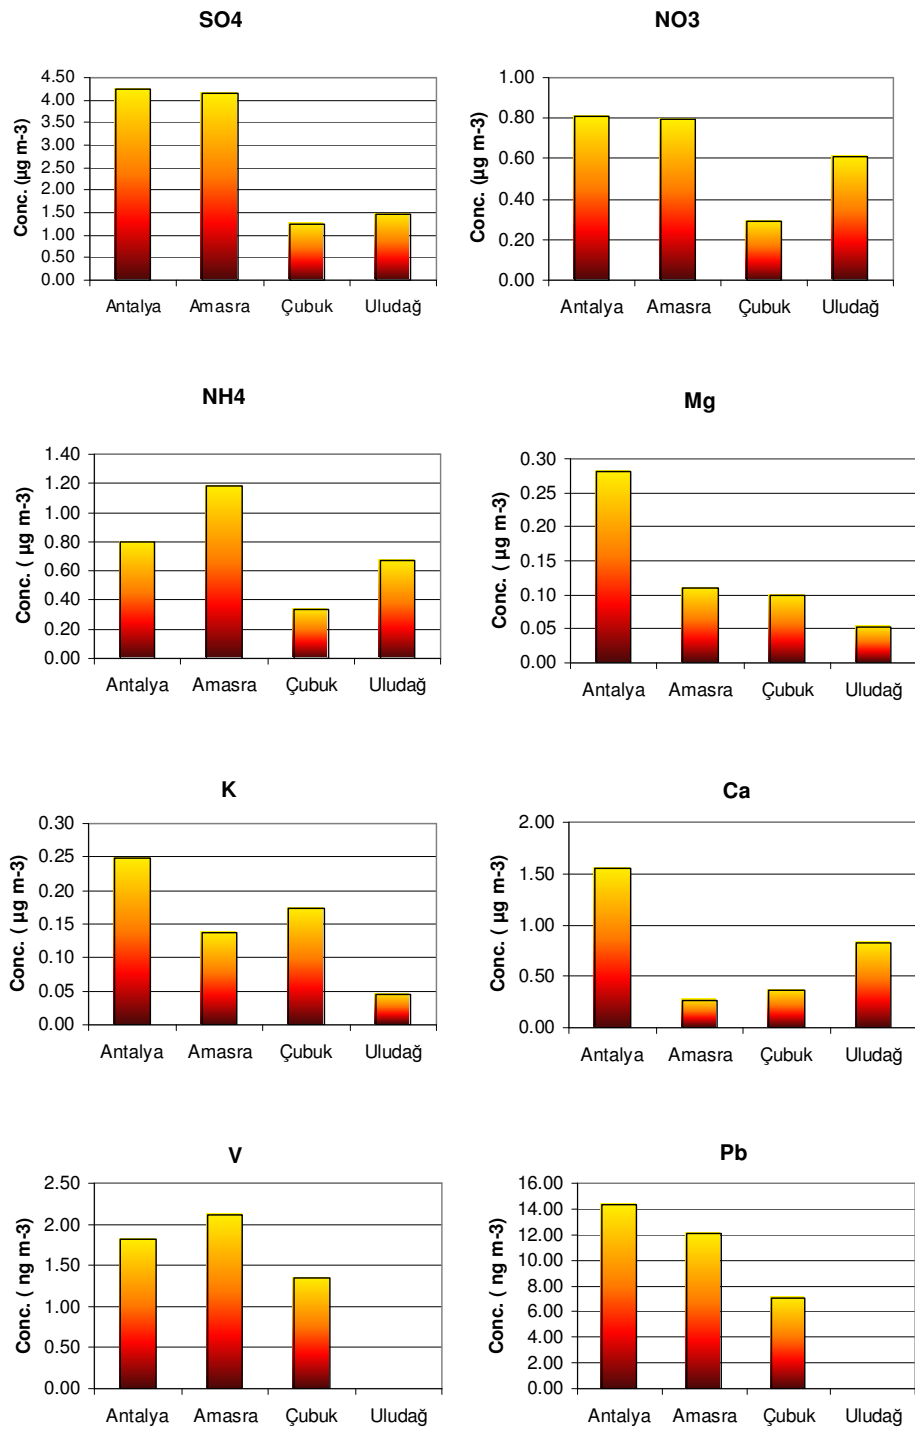 SO4
Conc. (µg m-3)
4.50
4.00
3.50
3.00
2.50
2.00
1.50
1.00
0.50
0.00
Antalya Amasra Çubuk Uludağ
NO3
Conc. (µg m-3)
1.00
0.80
0.60
0.40
0.20
0.00
Antalya Amasra Çubuk Uludağ
NH4
Conc. ( µg m-3)
1.40
1.20
1.00
0.80
0.60
0.40
0.20
0.00
Antalya Amasra Çubuk Uludağ
Mg
Conc. ( µg m-3)
0.30
0.25
0.20
0.15
0.10
0.05
0.00
Antalya Amasra Çubuk Uludağ
K
Conc. ( µg m-3)
0.30
0.25
0.20
0.15
0.10
0.05
0.00
Antalya Amasra Çubuk Uludağ
Ca
Conc. ( µg m-3)
2.00
1.50
1.00
0.50
0.00
Antalya Amasra Çubuk Uludağ
V
Conc. ( ng m-3)
2.50
2.00
1.50
1.00
0.50
0.00
Antalya Amasra Çubuk Uludağ
Pb
Conc. ( ng m-3)
16.00
14.00
12.00
10.00
8.00
6.00
4.00
2.00
0.00
Antalya Amasra Çubuk Uludağ